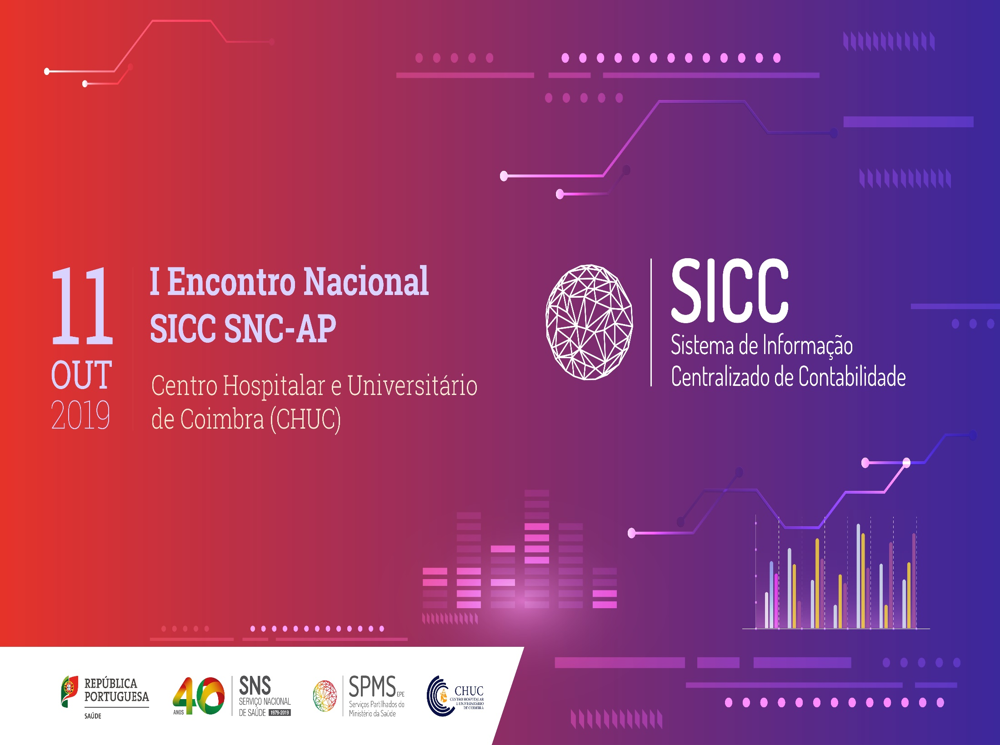 11
OUT
2019
I Encontro Nacional
SICC SNC-AP
Centro Hospitalar e Universitário
de Coimbra (CHUC)
SICC
Sistema de Informação
Centralizado de Contabilidade
REPÚBLICA
PORTUGUESA
SAÚDE
40
ANOS
SNS
SERVIÇO NACIONAL
DE SAÚDE 1979-2019
SPMS EPE
Serviços Partilhados do
Ministério da Saúde
CHUC
CENTRO HOSPITALAR
E UNIVERSITÁRIO
DE COIMBRA